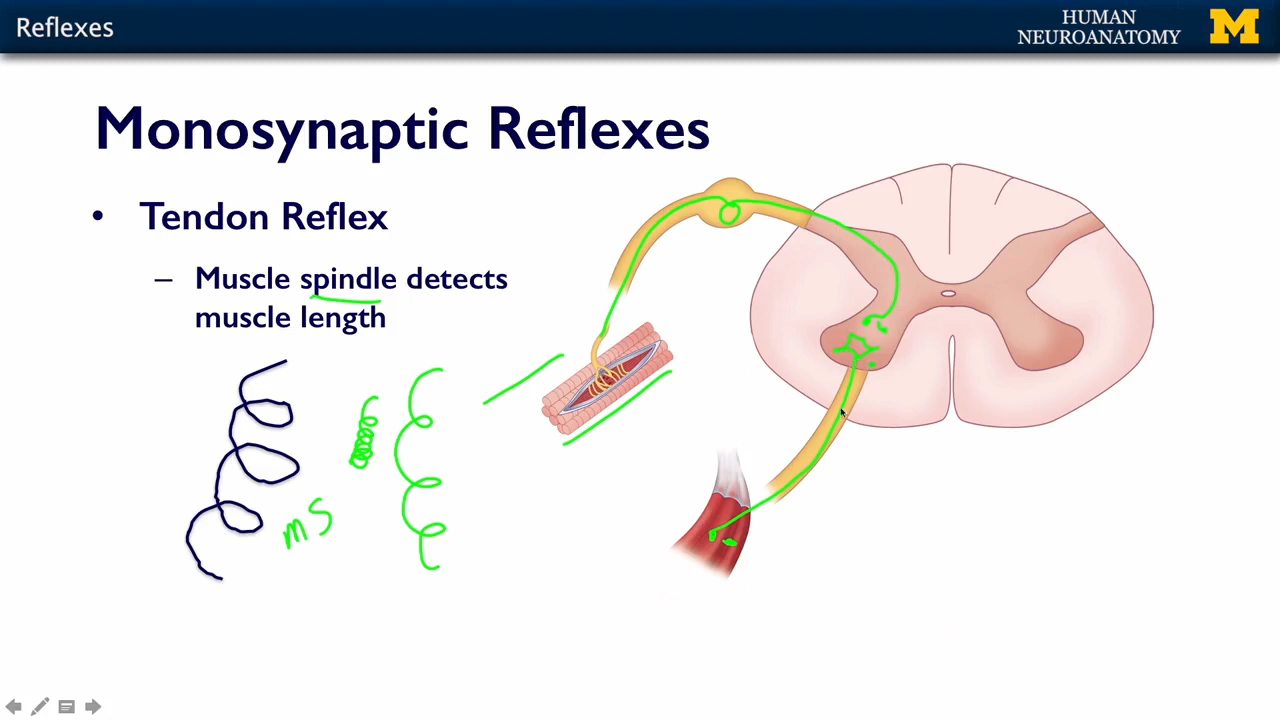 Reflexes
HUMAN
NEUROANATOMY
M
Monosynaptic Reflexes
• Tendon Reflex
– Muscle spindle detects
muscle length
mS